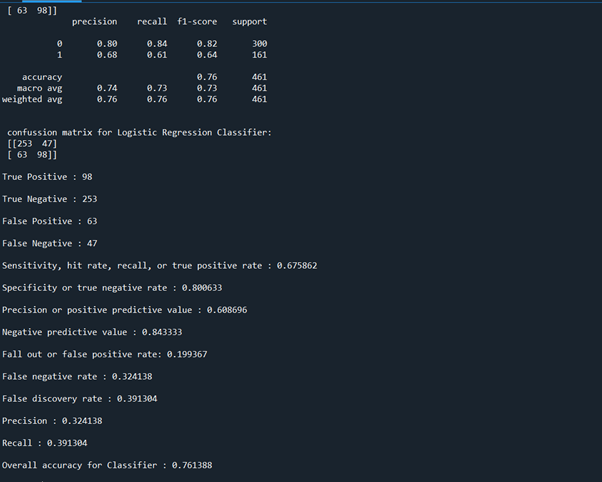 [ 63 98]]
precision recall f1-score support
0 0.80 0.84 0.82 300
1 0.68 0.61 0.64 161
accuracy 0.76 461
macro avg 0.74 0.73 0.73 461
weighted avg 0.76 0.76 0.76 461
confussion matrix for Logistic Regression Classifier:
[[253 47]
[ 63 98]]
True Positive : 98
True Negative : 253
False Positive : 63
False Negative : 47
Sensitivity, hit rate, recall, or true positive rate : 0.675862
Specificity or true negative rate : 0.800633
Precision or positive predictive value : 0.608696
Negative predictive value : 0.843333
Fall out or false positive rate: 0.199367
False negative rate : 0.324138
False discovery rate : 0.391304
Precision : 0.324138
Recall : 0.391304
Overall accuracy for Classifier : 0.761388